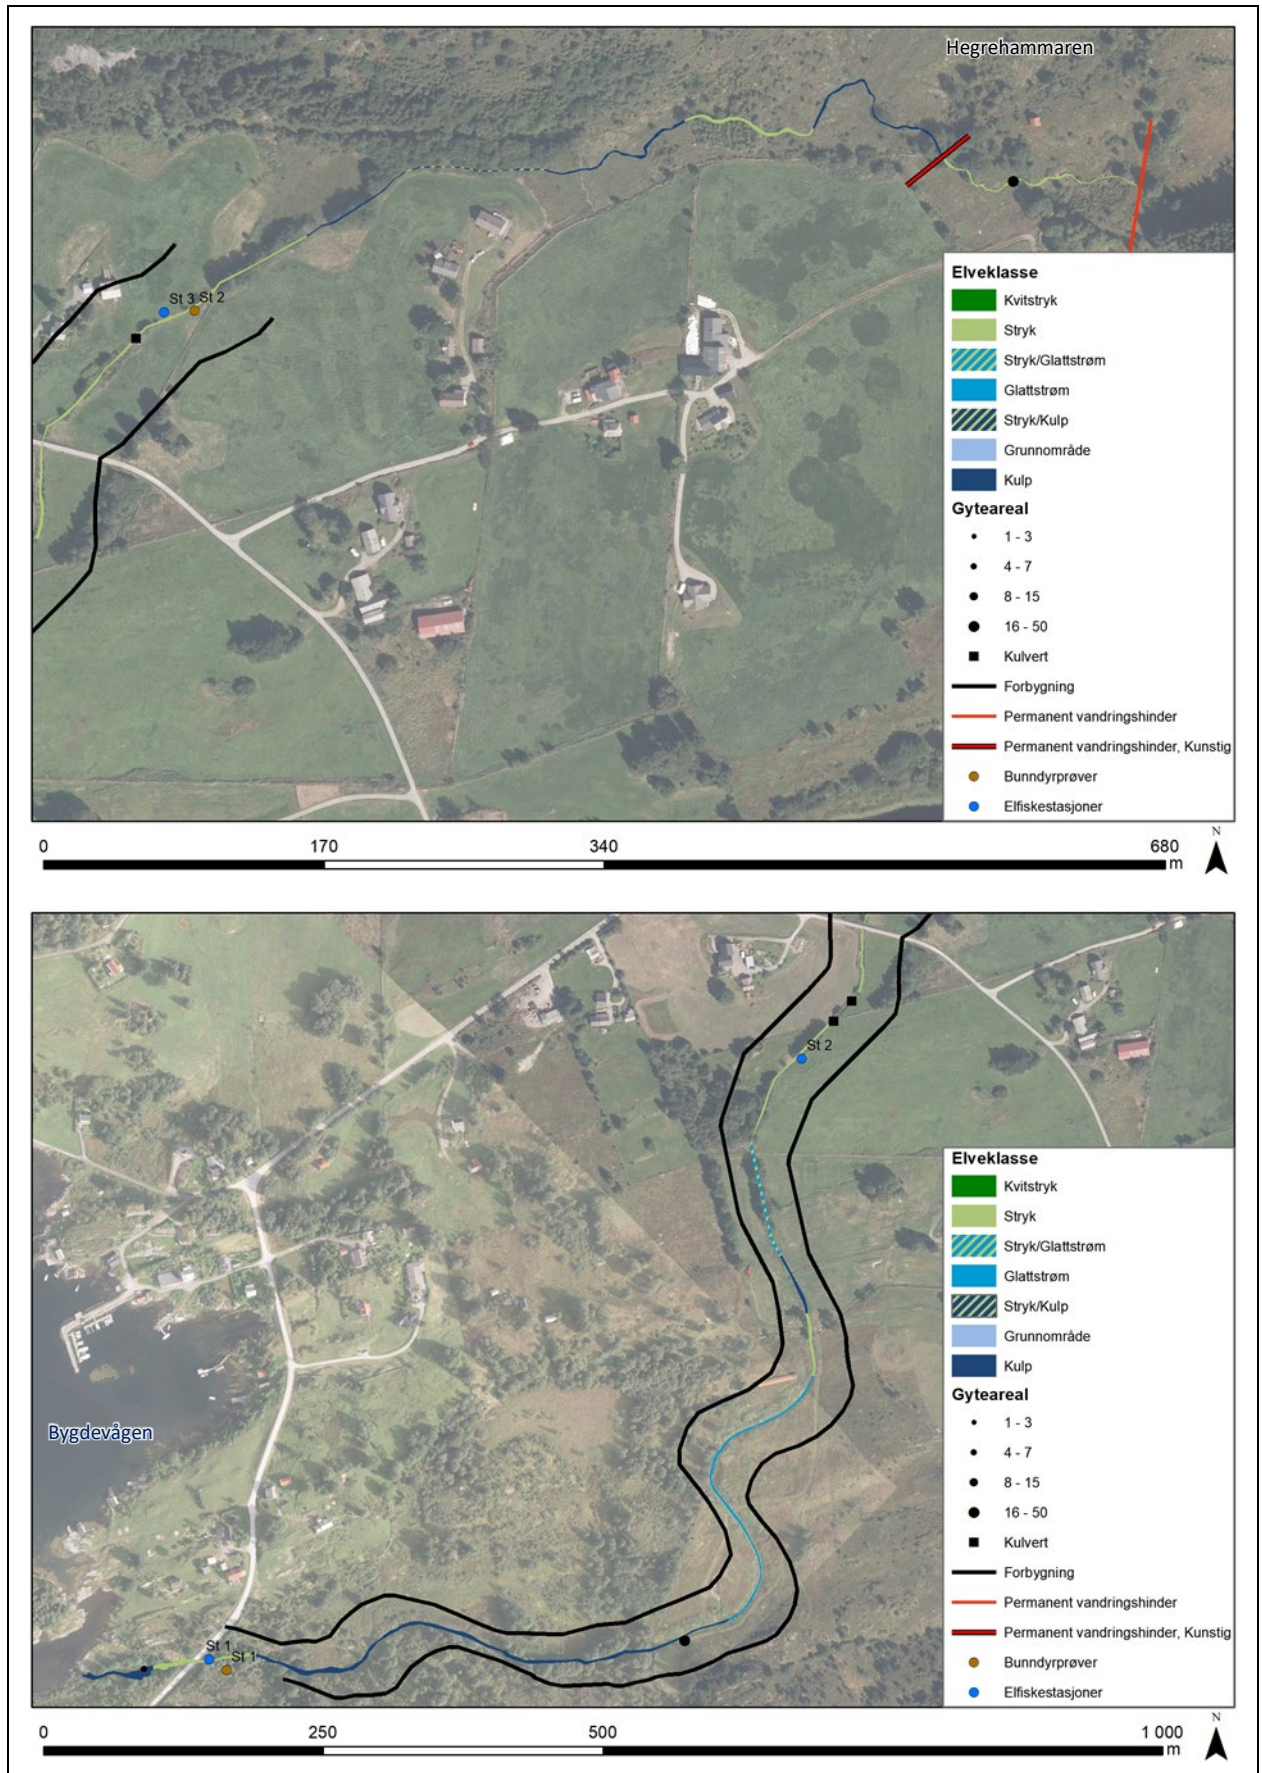 Hegrehammaren
St 3 St 2
Elveklasse
Kvitstryk
Stryk
Stryk/Glattstrøm
Glattstrøm
Stryk/Kulp
Grunnområde
Kulp
Gyteareal
1 - 3
4 - 7
8 - 15
16 - 50
Kulvert
Forbygning
Permanent vandringshinder
Permanent vandringshinder, Kunstig
Bunndyrprøver
Elfiskestasjoner
0 170 340 680
m
N
St 2
Bygdevågen
St 1
St 1
Elveklasse
Kvitstryk
Stryk
Stryk/Glattstrøm
Glattstrøm
Stryk/Kulp
Grunnområde
Kulp
Gyteareal
1 - 3
4 - 7
8 - 15
16 - 50
Kulvert
Forbygning
Permanent vandringshinder
Permanent vandringshinder, Kunstig
Bunndyrprøver
Elfiskestasjoner
0 250 500 1 000
m
N